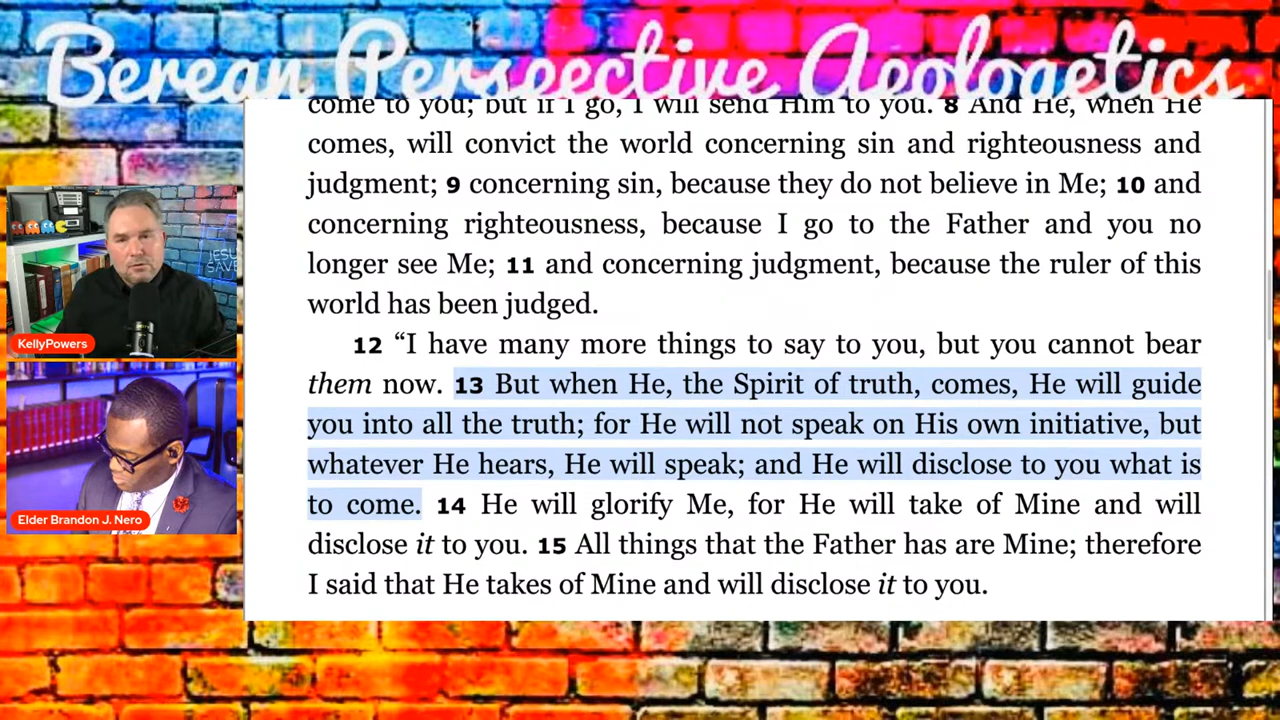 Berean Perspective Apologetics
come to you; but if I go, I will send Him to you. 8 And He, when He
comes, will convict the world concerning sin and righteousness and
judgment; 9 concerning sin, because they do not believe in Me; 10 and
concerning righteousness, because I go to the Father and you no
longer see Me; 11 and concerning judgment, because the ruler of this
world has been judged.
12 “I have many more things to say to you, but you cannot bear
them now. 13 But when He, the Spirit of truth, comes, He will guide
you into all the truth; for He will not speak on His own initiative, but
whatever He hears, He will speak; and He will disclose to you what is
to come. 14 He will glorify Me, for He will take of Mine and will
disclose it to you. 15 All things that the Father has are Mine; therefore
I said that He takes of Mine and will disclose it to you.
JESUS
SAVE
KellyPowers
Elder Brandon J. Nero